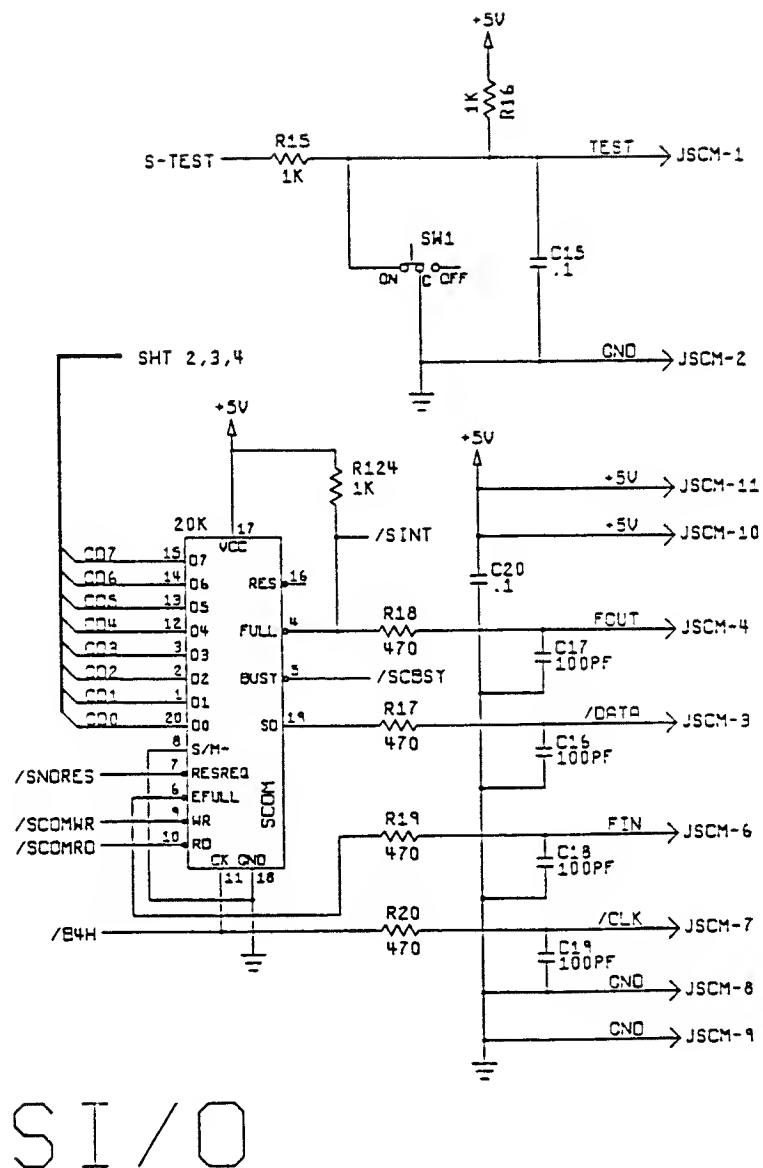 +5V
1K
R16
R15
S-TEST
1K
TEST
JSCM-1
SW1
ON
C
OFF
C15
.1
GND
JSCM-2
SHT 2,3,4
+5V
+5V
R124
1K
+5V
JSCM-11
+5V
JSCM-10
20K
17
VCC
/SINT
CD7
15
D7
CD6
14
D6
RES
16
C20
.1
CD5
13
D5
CD4
12
D4
FULL
4
R18
470
FOUT
JSCM-4
CD3
3
D3
C17
100PF
CD2
2
D2
BUST
5
/SCBST
CD1
1
D1
CD0
20
D0
SD
19
R17
470
/DATA
JSCM-3
8
S/M-
C16
100PF
/SNDRES
7
RESREQ
6
EFULL
SCOM
/SCOMWR
9
WR
R19
470
FIN
JSCM-6
/SCOMRD
10
RD
C18
100PF
CK
GND
11
18
/B4H
R20
470
/CLK
JSCM-7
C19
100PF
GND
JSCM-8
GND
JSCM-9
SI/O